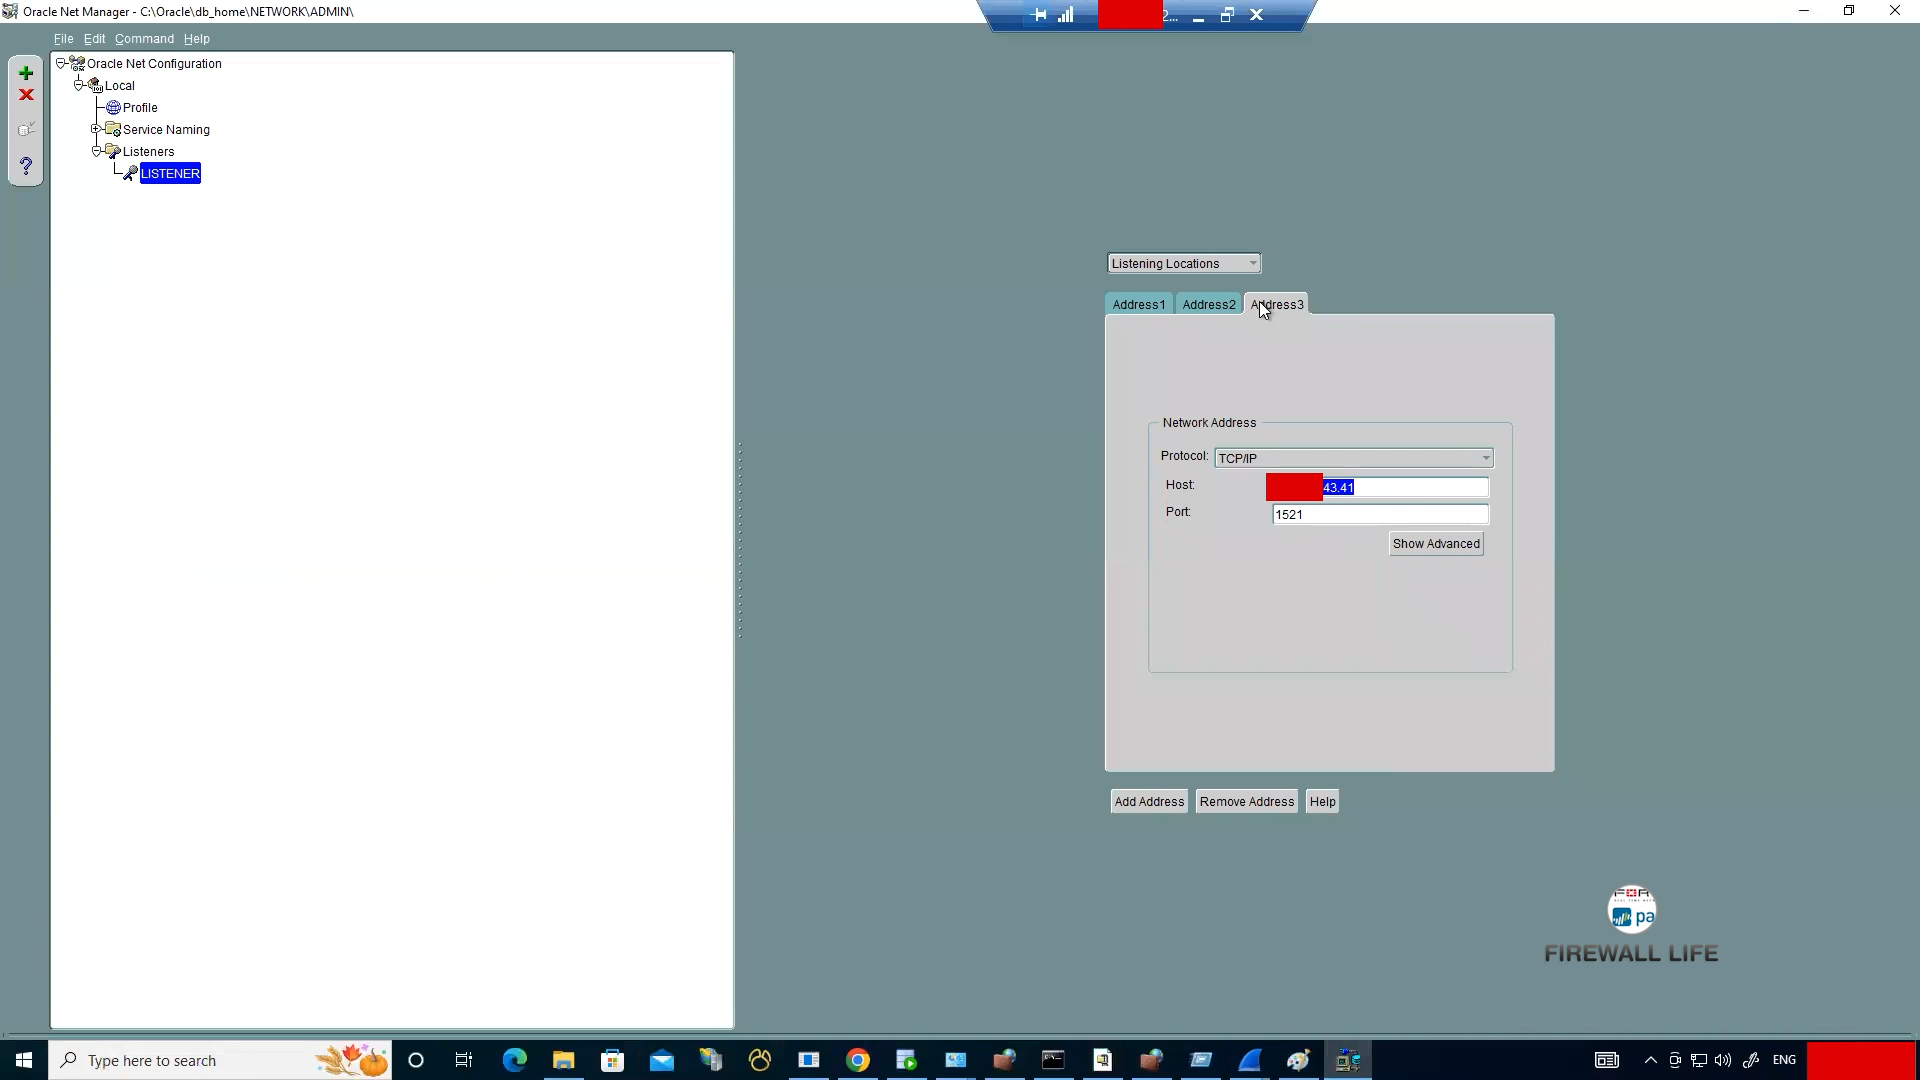 Oracle Net Manager - C:\Oracle\db_home\NETWORK\ADMIN\
2...
File Edit Command Help
Oracle Net Configuration
Local
Profile
Service Naming
Listeners
LISTENER
Listening Locations
Address1 Address2 Address3
Network Address
Protocol: TCP/IP
Host: 43.41
Port: 1521
Show Advanced
Add Address Remove Address Help
pa
FIREWALL LIFE
Type here to search
ENG